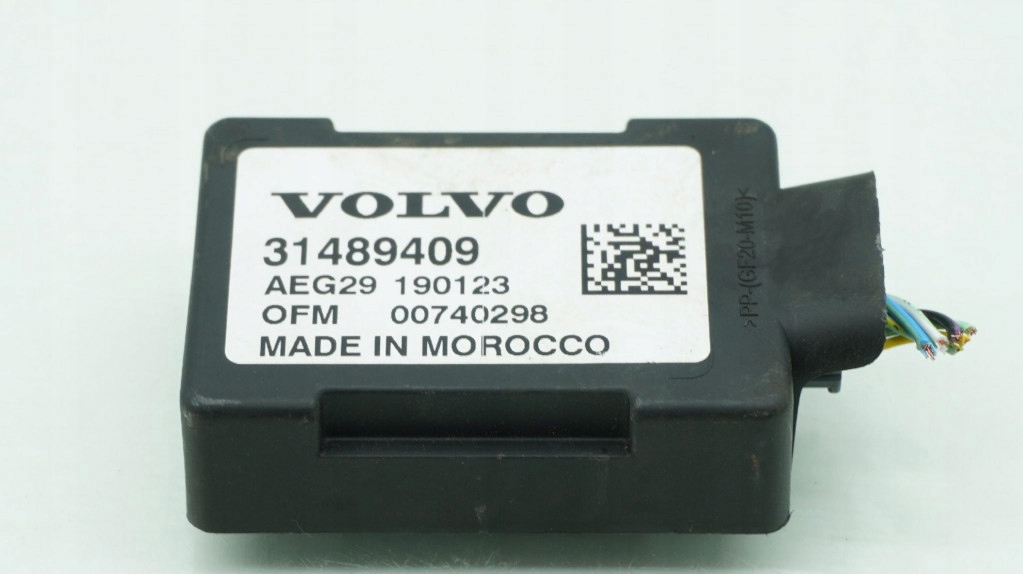 VOLVO
31489409
AEG29 190123
OFM 00740298
MADE IN MOROCCO
>PP-(GF20-M10)<